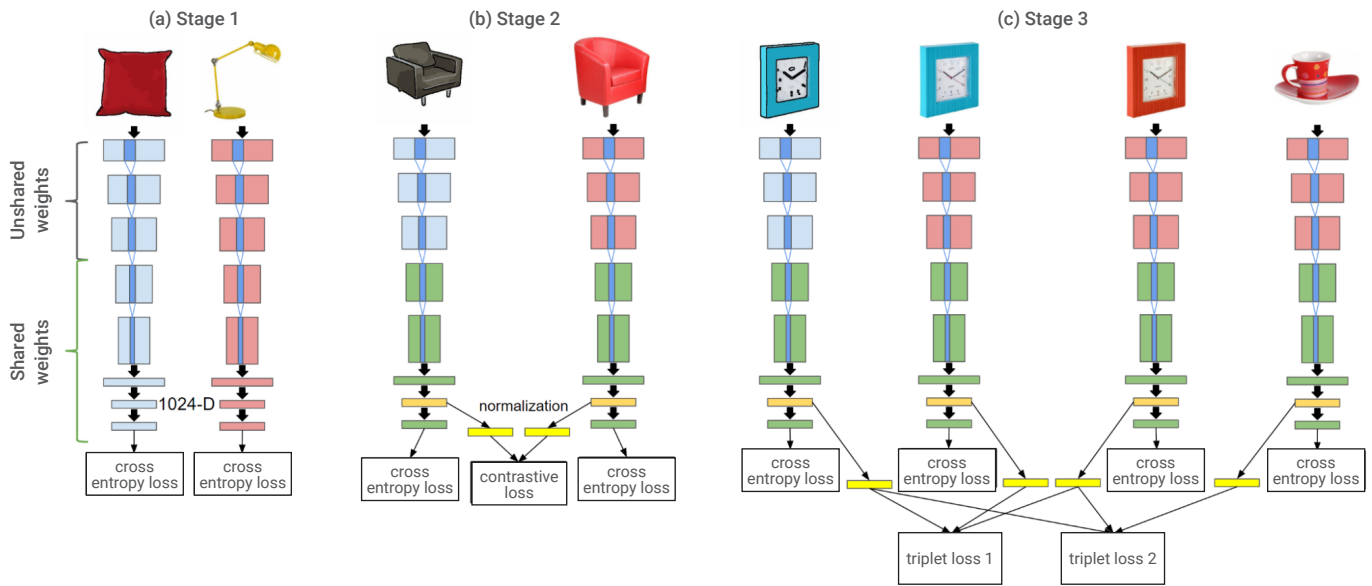 (a) Stage 1
(b) Stage 2
(c) Stage 3
Unshared
weights
Shared
weights
1024-D
normalization
cross
entropy loss
cross
entropy loss
cross
entropy loss
contrastive
loss
cross
entropy loss
cross
entropy loss
cross
entropy loss
cross
entropy loss
cross
entropy loss
triplet loss 1
triplet loss 2